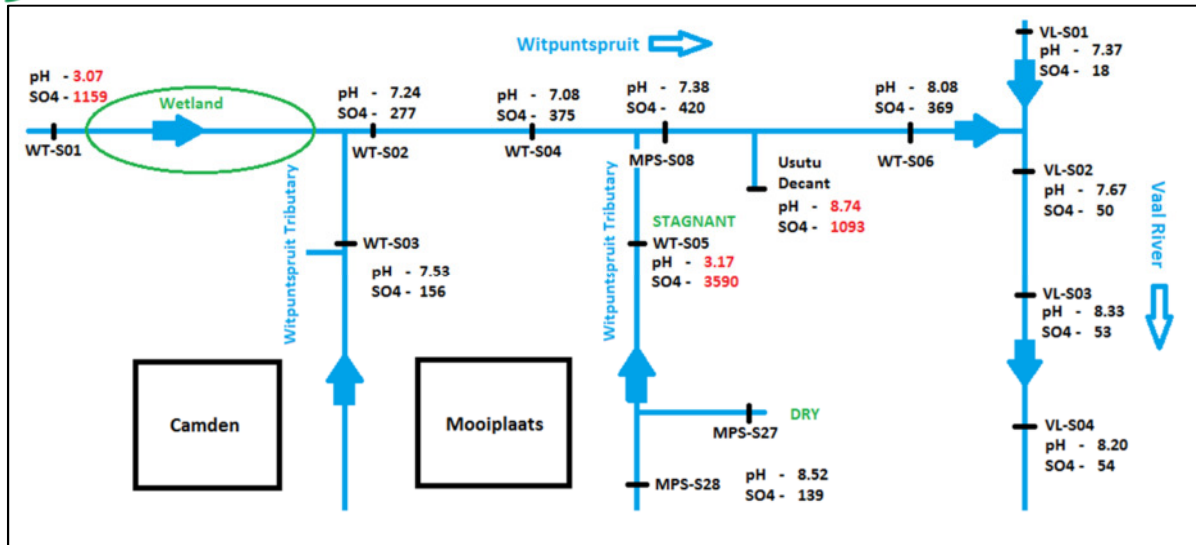 Witpuntspruit
VL-S01
pH - 7.37
SO4 - 18
pH - 3.07
SO4 - 1159
Wetland
WT-S01
pH - 7.24
SO4 - 277
WT-S02
pH - 7.08
SO4 - 375
WT-S04
pH - 7.38
SO4 - 420
MPS-S08
pH - 8.08
SO4 - 369
WT-S06
Usutu
Decant
pH - 8.74
SO4 - 1093
VL-S02
pH - 7.67
SO4 - 50
Witpuntspruit Tributary
WT-S03
pH - 7.53
SO4 - 156
Witpuntspruit Tributary
STAGNANT
WT-S05
pH - 3.17
SO4 - 3590
Vaal River
VL-S03
pH - 8.33
SO4 - 53
Camden
Mooiplaats
DRY
MPS-S27
MPS-S28
pH - 8.52
SO4 - 139
VL-S04
pH - 8.20
SO4 - 54